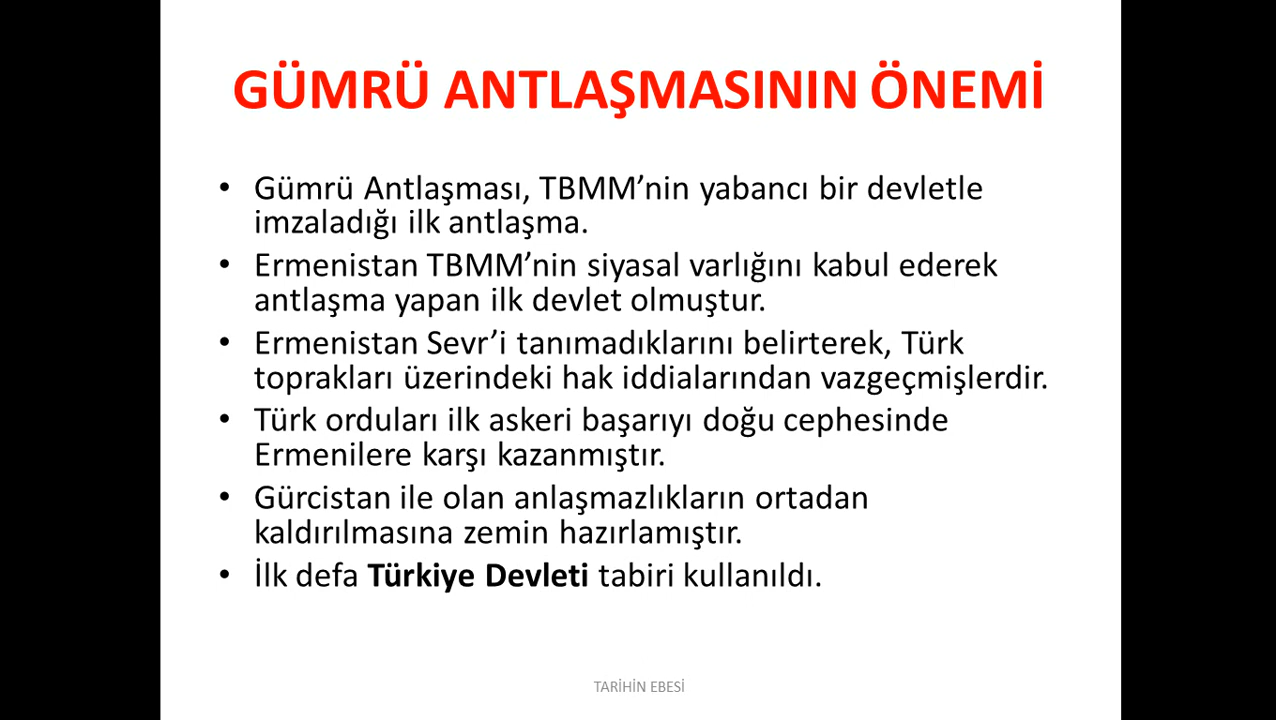 GÜMRÜ ANTLAŞMASININ ÖNEMİ
• Gümrü Antlaşması, TBMM’nin yabancı bir devletle
imzaladığı ilk antlaşma.
• Ermenistan TBMM’nin siyasal varlığını kabul ederek
antlaşma yapan ilk devlet olmuştur.
• Ermenistan Sevr’i tanımadıklarını belirterek, Türk
toprakları üzerindeki hak iddialarından vazgeçmişlerdir.
• Türk orduları ilk askeri başarıyı doğu cephesinde
Ermenilere karşı kazanmıştır.
• Gürcistan ile olan anlaşmazlıkların ortadan
kaldırılmasına zemin hazırlamıştır.
• İlk defa Türkiye Devleti tabiri kullanıldı.
TARİHİN EBESİ